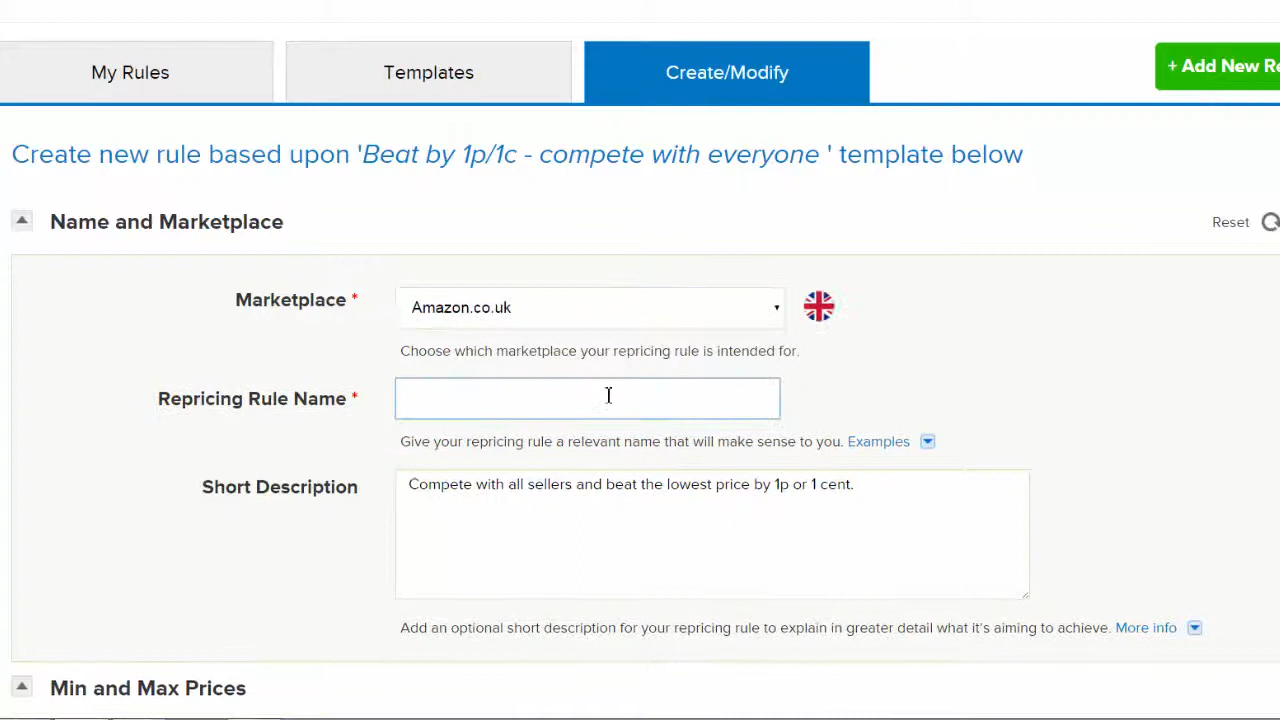 My Rules
Templates
Create/Modify
+ Add New Re
Create new rule based upon 'Beat by 1p/1c - compete with everyone ' template below
Name and Marketplace
Reset
Marketplace *
Amazon.co.uk
Choose which marketplace your repricing rule is intended for.
Repricing Rule Name *
Give your repricing rule a relevant name that will make sense to you. Examples
Short Description
Compete with all sellers and beat the lowest price by 1p or 1 cent.
Add an optional short description for your repricing rule to explain in greater detail what it's aiming to achieve. More info
Min and Max Prices